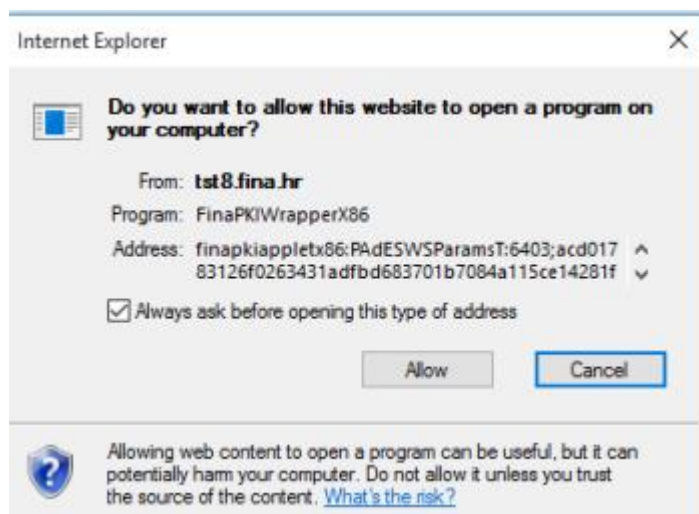 Internet Explorer
Do you want to allow this website to open a program on
your computer?
From: tst8.fina.hr
Program: FinaPKIWrapperX86
Address: finapkiappletx86:PAdESWSParamsT:6403;acd017
83126f0263431adfbd683701b7084a115ce14281f
Always ask before opening this type of address
Allow
Cancel
Allowing web content to open a program can be useful, but it can
potentially harm your computer. Do not allow it unless you trust
the source of the content. What's the risk?